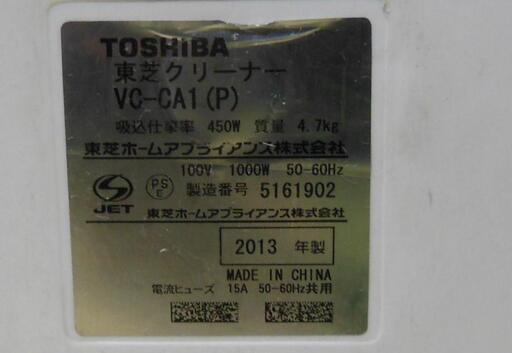 TOSHIBA
東芝クリーナー
VC-CA1(P)
吸込仕事率 450W 質量 4.7kg
東芝ホームアプライアンス株式会社
100V 1000W 50-60Hz
PS
E
製造番号 5161902
S
JET
東芝ホームアプライアンス株式会社
2013 年製
MADE IN CHINA
電流ヒューズ 15A 50-60Hz共用